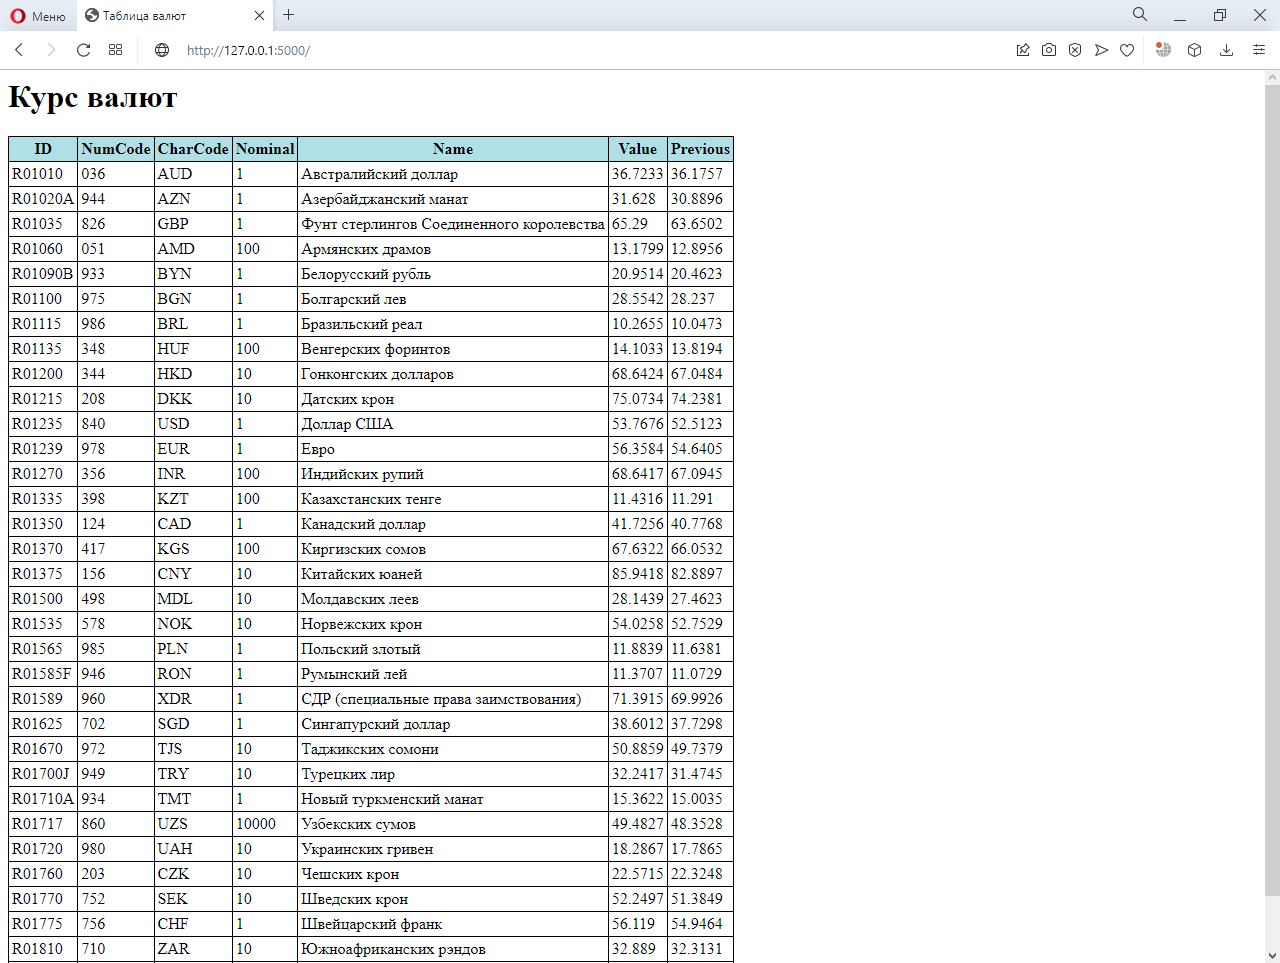 Меню
Таблица валют
http://127.0.0.1:5000/
Курс валют
ID NumCode CharCode Nominal Name Value Previous
R01010 036 AUD 1 Австралийский доллар 36.7233 36.1757
R01020A 944 AZN 1 Азербайджанский манат 31.628 30.8896
R01035 826 GBP 1 Фунт стерлингов Соединенного королевства 65.29 63.6502
R01060 051 AMD 100 Армянских драмов 13.1799 12.8956
R01090B 933 BYN 1 Белорусский рубль 20.9514 20.4623
R01100 975 BGN 1 Болгарский лев 28.5542 28.237
R01115 986 BRL 1 Бразильский реал 10.2655 10.0473
R01135 348 HUF 100 Венгерских форинтов 14.1033 13.8194
R01200 344 HKD 10 Гонконгских долларов 68.6424 67.0484
R01215 208 DKK 10 Датских крон 75.0734 74.2381
R01235 840 USD 1 Доллар США 53.7676 52.5123
R01239 978 EUR 1 Евро 56.3584 54.6405
R01270 356 INR 100 Индийских рупий 68.6417 67.0945
R01335 398 KZT 100 Казахстанских тенге 11.4316 11.291
R01350 124 CAD 1 Канадский доллар 41.7256 40.7768
R01370 417 KGS 100 Киргизских сомов 67.6322 66.0532
R01375 156 CNY 10 Китайских юаней 85.9418 82.8897
R01500 498 MDL 10 Молдавских леев 28.1439 27.4623
R01535 578 NOK 10 Норвежских крон 54.0258 52.7529
R01565 985 PLN 1 Польский злотый 11.8839 11.6381
R01585F 946 RON 1 Румынский лей 11.3707 11.0729
R01589 960 XDR 1 СДР (специальные права заимствования) 71.3915 69.9926
R01625 702 SGD 1 Сингапурский доллар 38.6012 37.7298
R01670 972 TJS 10 Таджикских сомони 50.8859 49.7379
R01700J 949 TRY 10 Турецких лир 32.2417 31.4745
R01710A 934 TMT 1 Новый туркменский манат 15.3622 15.0035
R01717 860 UZS 10000 Узбекских сумов 49.4827 48.3528
R01720 980 UAH 10 Украинских гривен 18.2867 17.7865
R01760 203 CZK 10 Чешских крон 22.5715 22.3248
R01770 752 SEK 10 Шведских крон 52.2497 51.3849
R01775 756 CHF 1 Швейцарский франк 56.119 54.9464
R01810 710 ZAR 10 Южноафриканских рэндов 32.889 32.3131